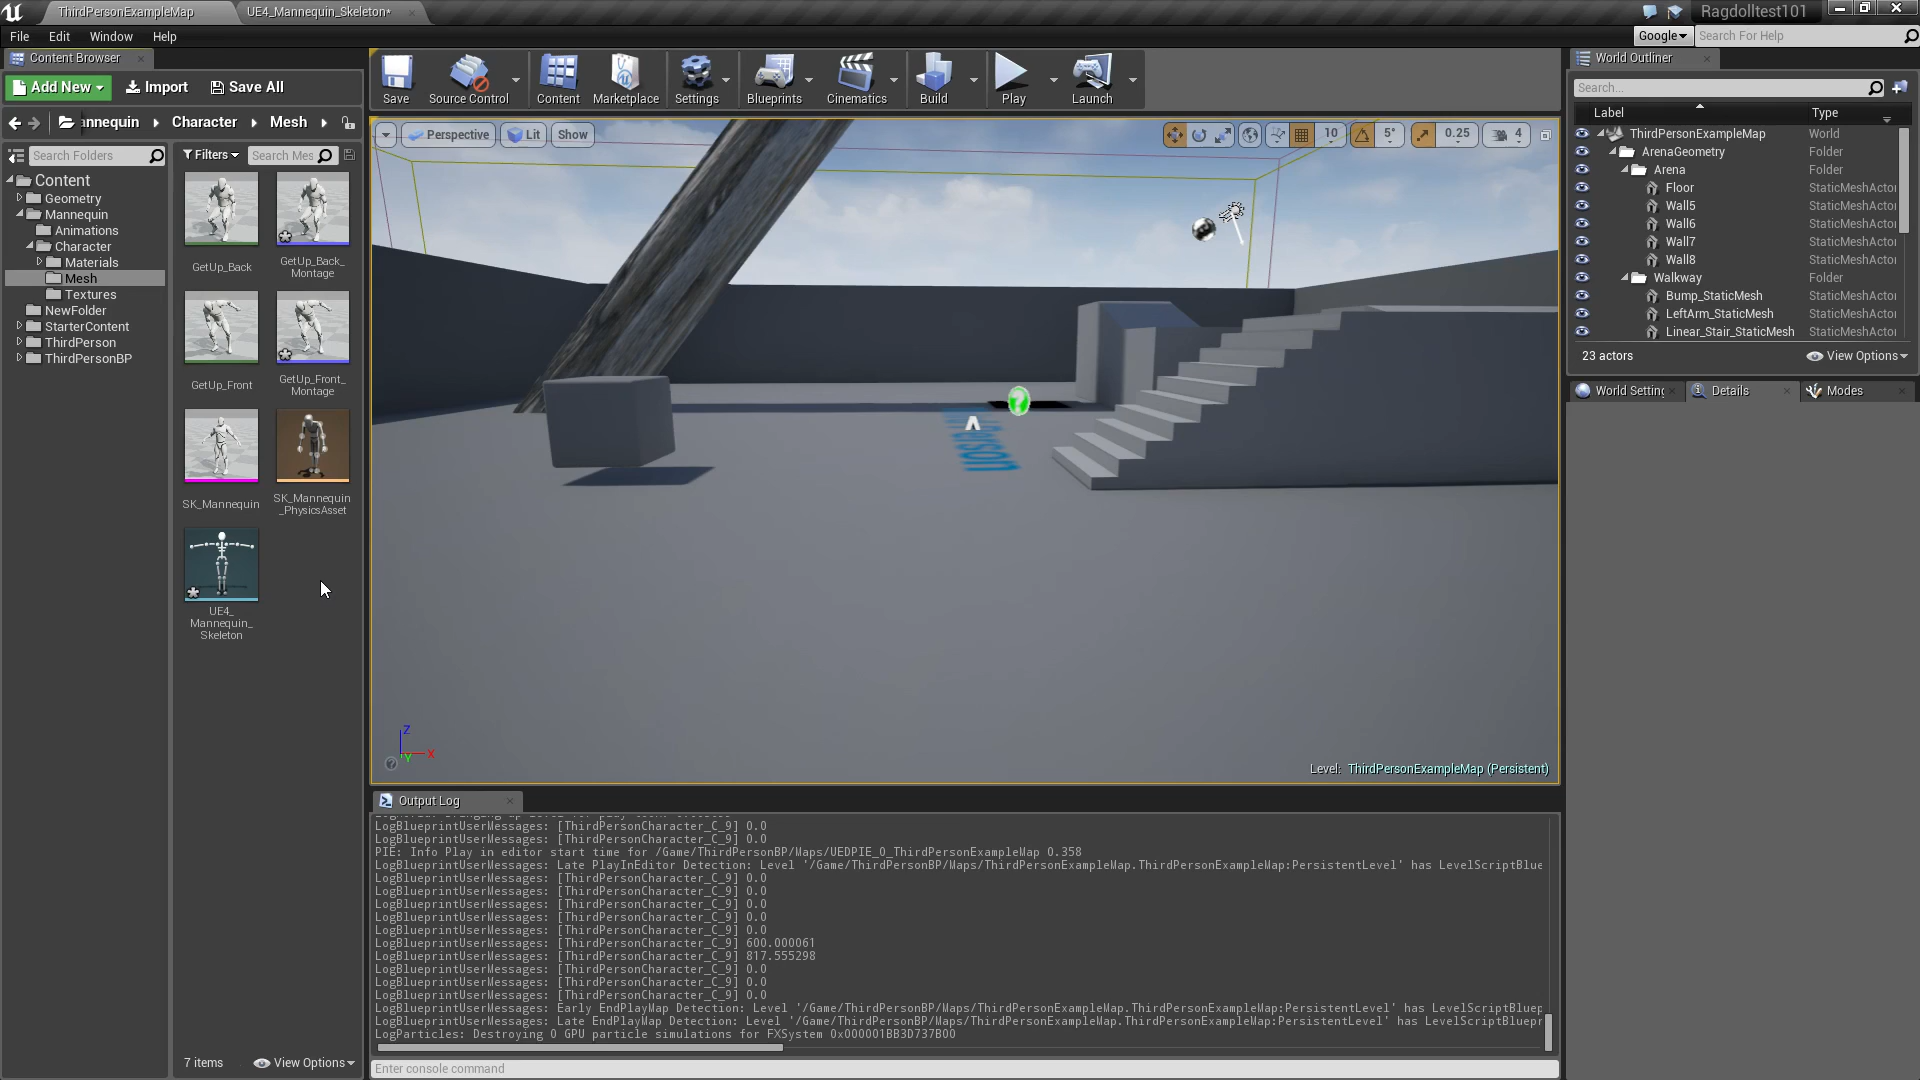 ThirdPersonExampleMap
UE4_Mannequin_Skeleton*
Ragdolltest101
File Edit Window Help
Google
Search For Help
Content Browser
Add New
Import
Save All
Save
Source Control
Content
Marketplace
Settings
Blueprints
Cinematics
Build
Play
Launch
World Outliner
Search...
annequin Character Mesh
Search Folders
Filters
Search Mes
Perspective
Lit
Show
10
5°
0.25
4
Label
Type
Content
Geometry
Mannequin
Animations
Character
Materials
Mesh
Textures
NewFolder
StarterContent
ThirdPerson
ThirdPersonBP
GetUp_Back
GetUp_Back_
Montage
GetUp_Front
GetUp_Front_
Montage
SK_Mannequin
SK_Mannequin
_PhysicsAsset
UE4_
Mannequin_
Skeleton
7 items
View Options
ThirdPersonExampleMap World
ArenaGeometry Folder
Arena Folder
Floor StaticMeshActor
Wall5 StaticMeshActor
Wall6 StaticMeshActor
Wall7 StaticMeshActor
Wall8 StaticMeshActor
Walkway Folder
Bump_StaticMesh StaticMeshActor
LeftArm_StaticMesh StaticMeshActor
Linear_Stair_StaticMesh StaticMeshActor
23 actors
View Options
World Setting
Details
Modes
Z
X
Y
Level: ThirdPersonExampleMap (Persistent)
Output Log
LogBlueprintUserMessages: [ThirdPersonCharacter_C_9] 0.0
LogBlueprintUserMessages: [ThirdPersonCharacter_C_9] 0.0
PIE: Info Play in editor start time for /Game/ThirdPersonBP/Maps/UEDPIE_0_ThirdPersonExampleMap 0.358
LogBlueprintUserMessages: Late PlayInEditor Detection: Level '/Game/ThirdPersonBP/Maps/ThirdPersonExampleMap.ThirdPersonExampleMap:PersistentLevel' has LevelScriptBlue
LogBlueprintUserMessages: [ThirdPersonCharacter_C_9] 0.0
LogBlueprintUserMessages: [ThirdPersonCharacter_C_9] 0.0
LogBlueprintUserMessages: [ThirdPersonCharacter_C_9] 0.0
LogBlueprintUserMessages: [ThirdPersonCharacter_C_9] 0.0
LogBlueprintUserMessages: [ThirdPersonCharacter_C_9] 0.0
LogBlueprintUserMessages: [ThirdPersonCharacter_C_9] 600.000061
LogBlueprintUserMessages: [ThirdPersonCharacter_C_9] 817.555298
LogBlueprintUserMessages: [ThirdPersonCharacter_C_9] 0.0
LogBlueprintUserMessages: [ThirdPersonCharacter_C_9] 0.0
LogBlueprintUserMessages: [ThirdPersonCharacter_C_9] 0.0
LogBlueprintUserMessages: Early EndPlayMap Detection: Level '/Game/ThirdPersonBP/Maps/ThirdPersonExampleMap.ThirdPersonExampleMap:PersistentLevel' has LevelScriptBluep
LogBlueprintUserMessages: Late EndPlayMap Detection: Level '/Game/ThirdPersonBP/Maps/ThirdPersonExampleMap.ThirdPersonExampleMap:PersistentLevel' has LevelScriptBluepr
LogParticles: Destroying 0 GPU particle simulations for FXSystem 0x000001BB3D737B00
Enter console command